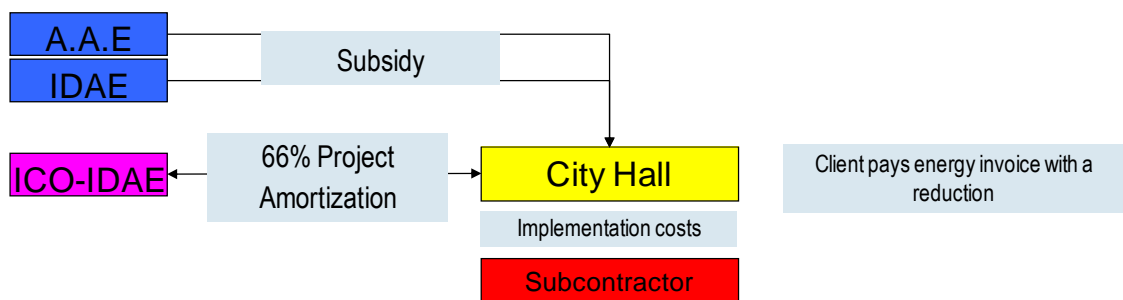 A.A.E
Subsidy
IDAE
66% Project
Amortization
ICO-IDAE
City Hall
Client pays energy invoice with a
reduction
Implementation costs
Subcontractor